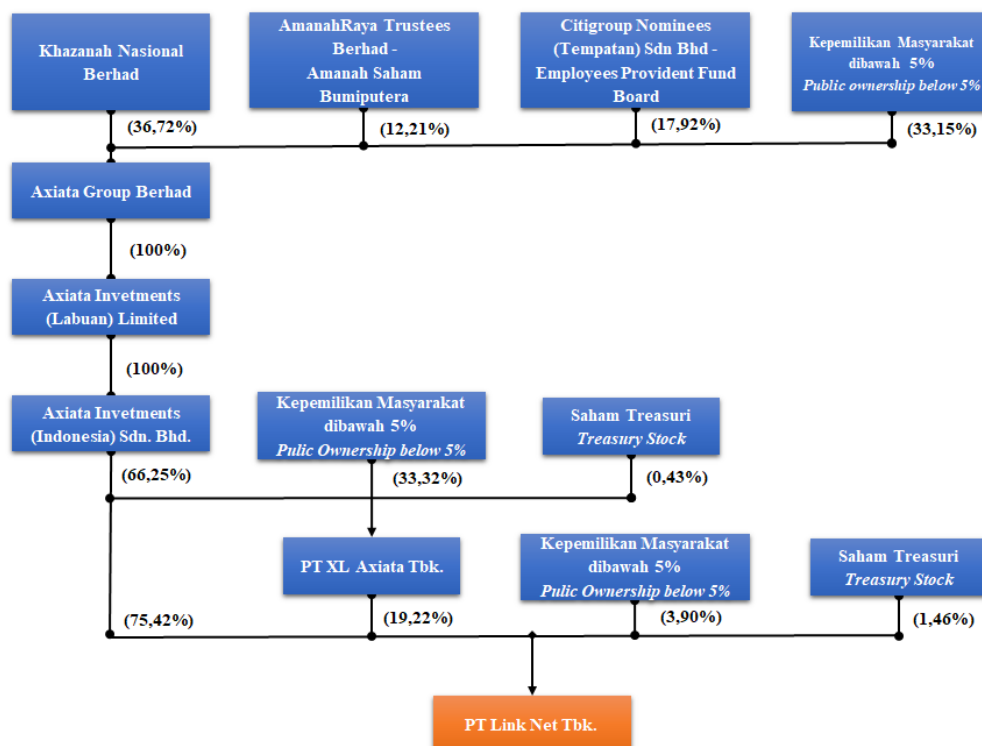 Khazanah Nasional
Berhad
AmanahRaya Trustees
Berhad -
Amanah Saham
Bumiputera
Citigroup Nominees
(Tempatan) Sdn Bhd -
Employees Provident Fund
Board
Kepemilikan Masyarakat
dibawah 5%
Public ownership below 5%
(36,72%)
(12,21%)
(17,92%)
(33,15%)
Axiata Group Berhad
(100%)
Axiata Invetments
(Labuan) Limited
(100%)
Axiata Invetments
(Indonesia) Sdn. Bhd.
Kepemilikan Masyarakat
dibawah 5%
Pulic Ownership below 5%
Saham Treasuri
Treasury Stock
(66,25%)
(33,32%)
(0,43%)
PT XL Axiata Tbk.
Kepemilikan Masyarakat
dibawah 5%
Pulic Ownership below 5%
Saham Treasuri
Treasury Stock
(75,42%)
(19,22%)
(3,90%)
(1,46%)
PT Link Net Tbk.